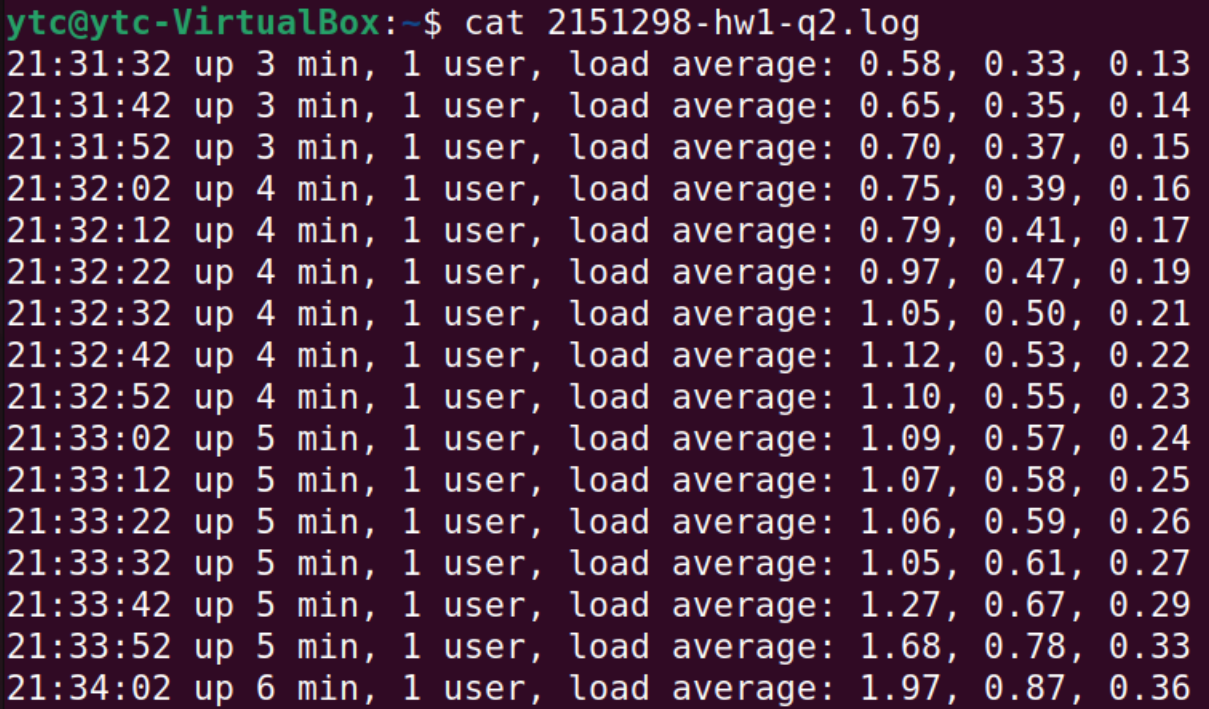 ytc@ytc-VirtualBox:~$ cat 2151298-hw1-q2.log
21:31:32 up 3 min, 1 user, load average: 0.58, 0.33, 0.13
21:31:42 up 3 min, 1 user, load average: 0.65, 0.35, 0.14
21:31:52 up 3 min, 1 user, load average: 0.70, 0.37, 0.15
21:32:02 up 4 min, 1 user, load average: 0.75, 0.39, 0.16
21:32:12 up 4 min, 1 user, load average: 0.79, 0.41, 0.17
21:32:22 up 4 min, 1 user, load average: 0.97, 0.47, 0.19
21:32:32 up 4 min, 1 user, load average: 1.05, 0.50, 0.21
21:32:42 up 4 min, 1 user, load average: 1.12, 0.53, 0.22
21:32:52 up 4 min, 1 user, load average: 1.10, 0.55, 0.23
21:33:02 up 5 min, 1 user, load average: 1.09, 0.57, 0.24
21:33:12 up 5 min, 1 user, load average: 1.07, 0.58, 0.25
21:33:22 up 5 min, 1 user, load average: 1.06, 0.59, 0.26
21:33:32 up 5 min, 1 user, load average: 1.05, 0.61, 0.27
21:33:42 up 5 min, 1 user, load average: 1.27, 0.67, 0.29
21:33:52 up 5 min, 1 user, load average: 1.68, 0.78, 0.33
21:34:02 up 6 min, 1 user, load average: 1.97, 0.87, 0.36